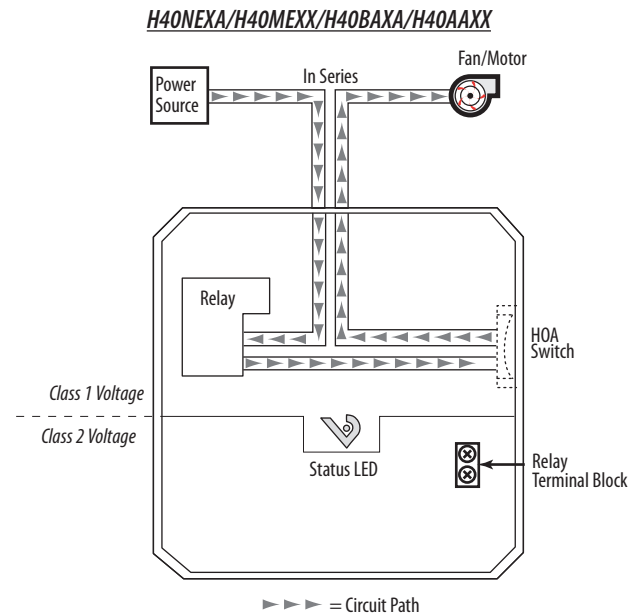 H40NEXA/H40MEXX/H40BAXA/H40AAXX
Fan/Motor
In Series
Power
Source
Relay
HOA
Switch
Class 1 Voltage
Class 2 Voltage
Status LED
Relay
Terminal Block
= Circuit Path